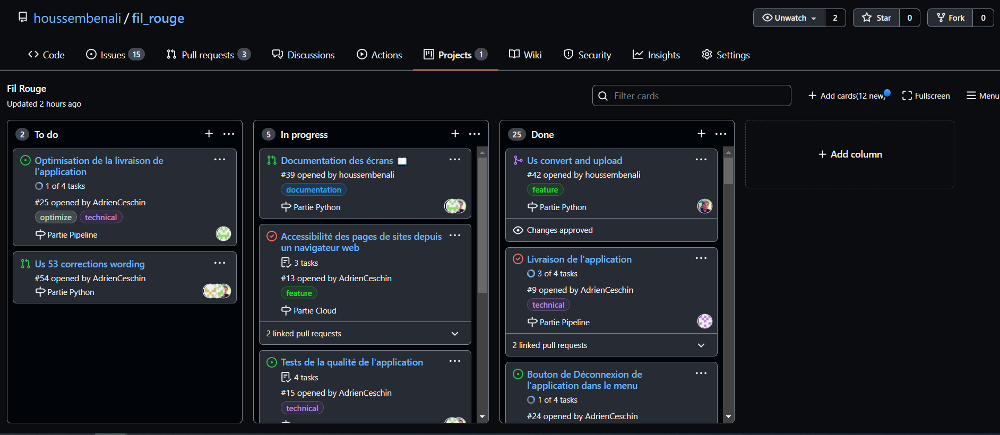 houssembenali / fil_rouge
Unwatch 2 Star 0 Fork 0
Code Issues 15 Pull requests 3 Discussions Actions Projects 1 Wiki Security Insights Settings
Fil Rouge
Updated 2 hours ago
Filter cards
Add cards(12 new)
Fullscreen
Menu
2 To do
Optimisation de la livraison de
l'application
1 of 4 tasks
#25 opened by AdrienCeschin
optimize technical
Partie Pipeline
Us 53 corrections wording
#54 opened by AdrienCeschin
Partie Python
5 In progress
Documentation des écrans 📖
#39 opened by houssembenali
documentation
Partie Python
Accessibilité des pages de sites depuis
un navigateur web
3 tasks
#13 opened by AdrienCeschin
feature
Partie Cloud
2 linked pull requests
Tests de la qualité de l'application
4 tasks
#15 opened by AdrienCeschin
technical
25 Done
Us convert and upload
#42 opened by houssembenali
feature
Partie Python
Changes approved
Livraison de l'application
3 of 4 tasks
#9 opened by AdrienCeschin
technical
Partie Pipeline
2 linked pull requests
Bouton de Déconnexion de
l'application dans le menu
1 of 4 tasks
#24 opened by AdrienCeschin
+ Add column